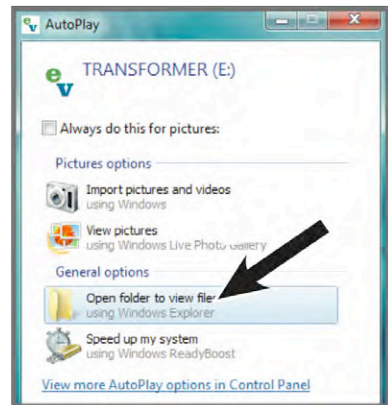 AutoPlay
ev TRANSFORMER (E:)
Always do this for pictures:
Pictures options
Import pictures and videos
using Windows
View pictures
using Windows Live Photo Gallery
General options
Open folder to view files
using Windows Explorer
Speed up my system
using Windows ReadyBoost
View more AutoPlay options in Control Panel